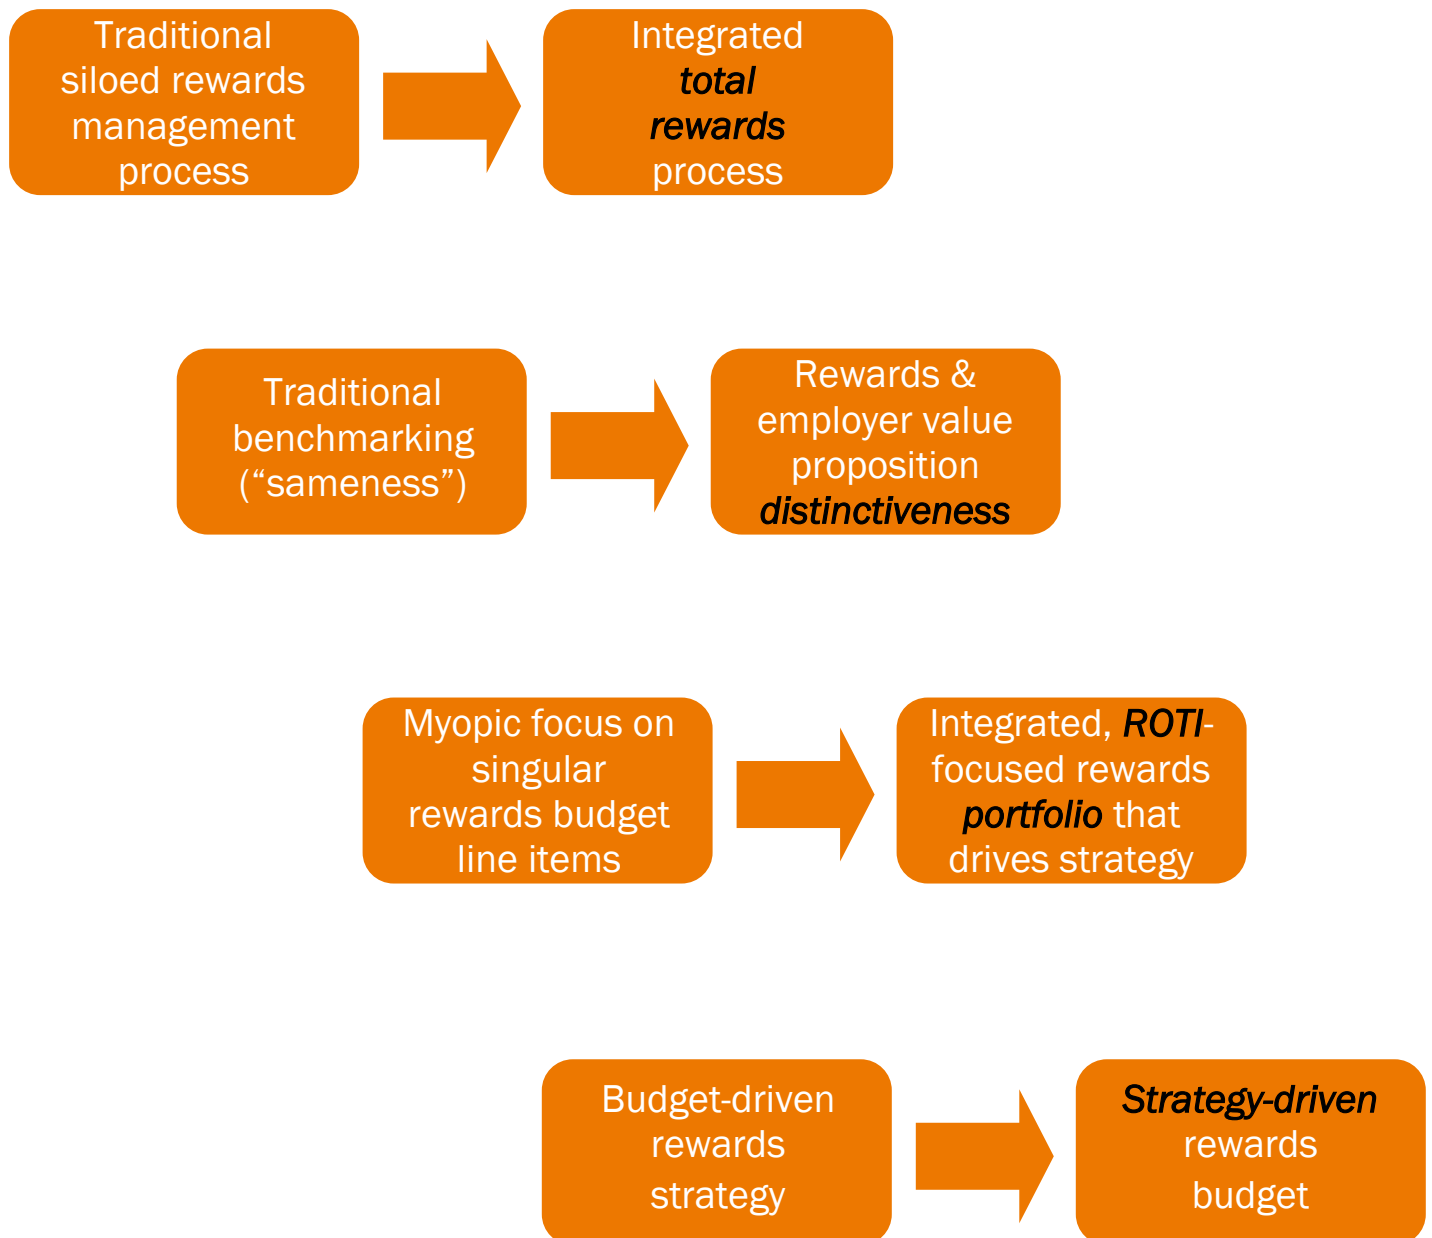 Traditional
siloed rewards
management
process
Integrated
total
rewards
process
Traditional
benchmarking
(“sameness”)
Rewards &
employer value
proposition
distinctiveness
Myopic focus on
singular
rewards budget
line items
Integrated, ROTI-
focused rewards
portfolio that
drives strategy
Budget-driven
rewards
strategy
Strategy-driven
rewards
budget